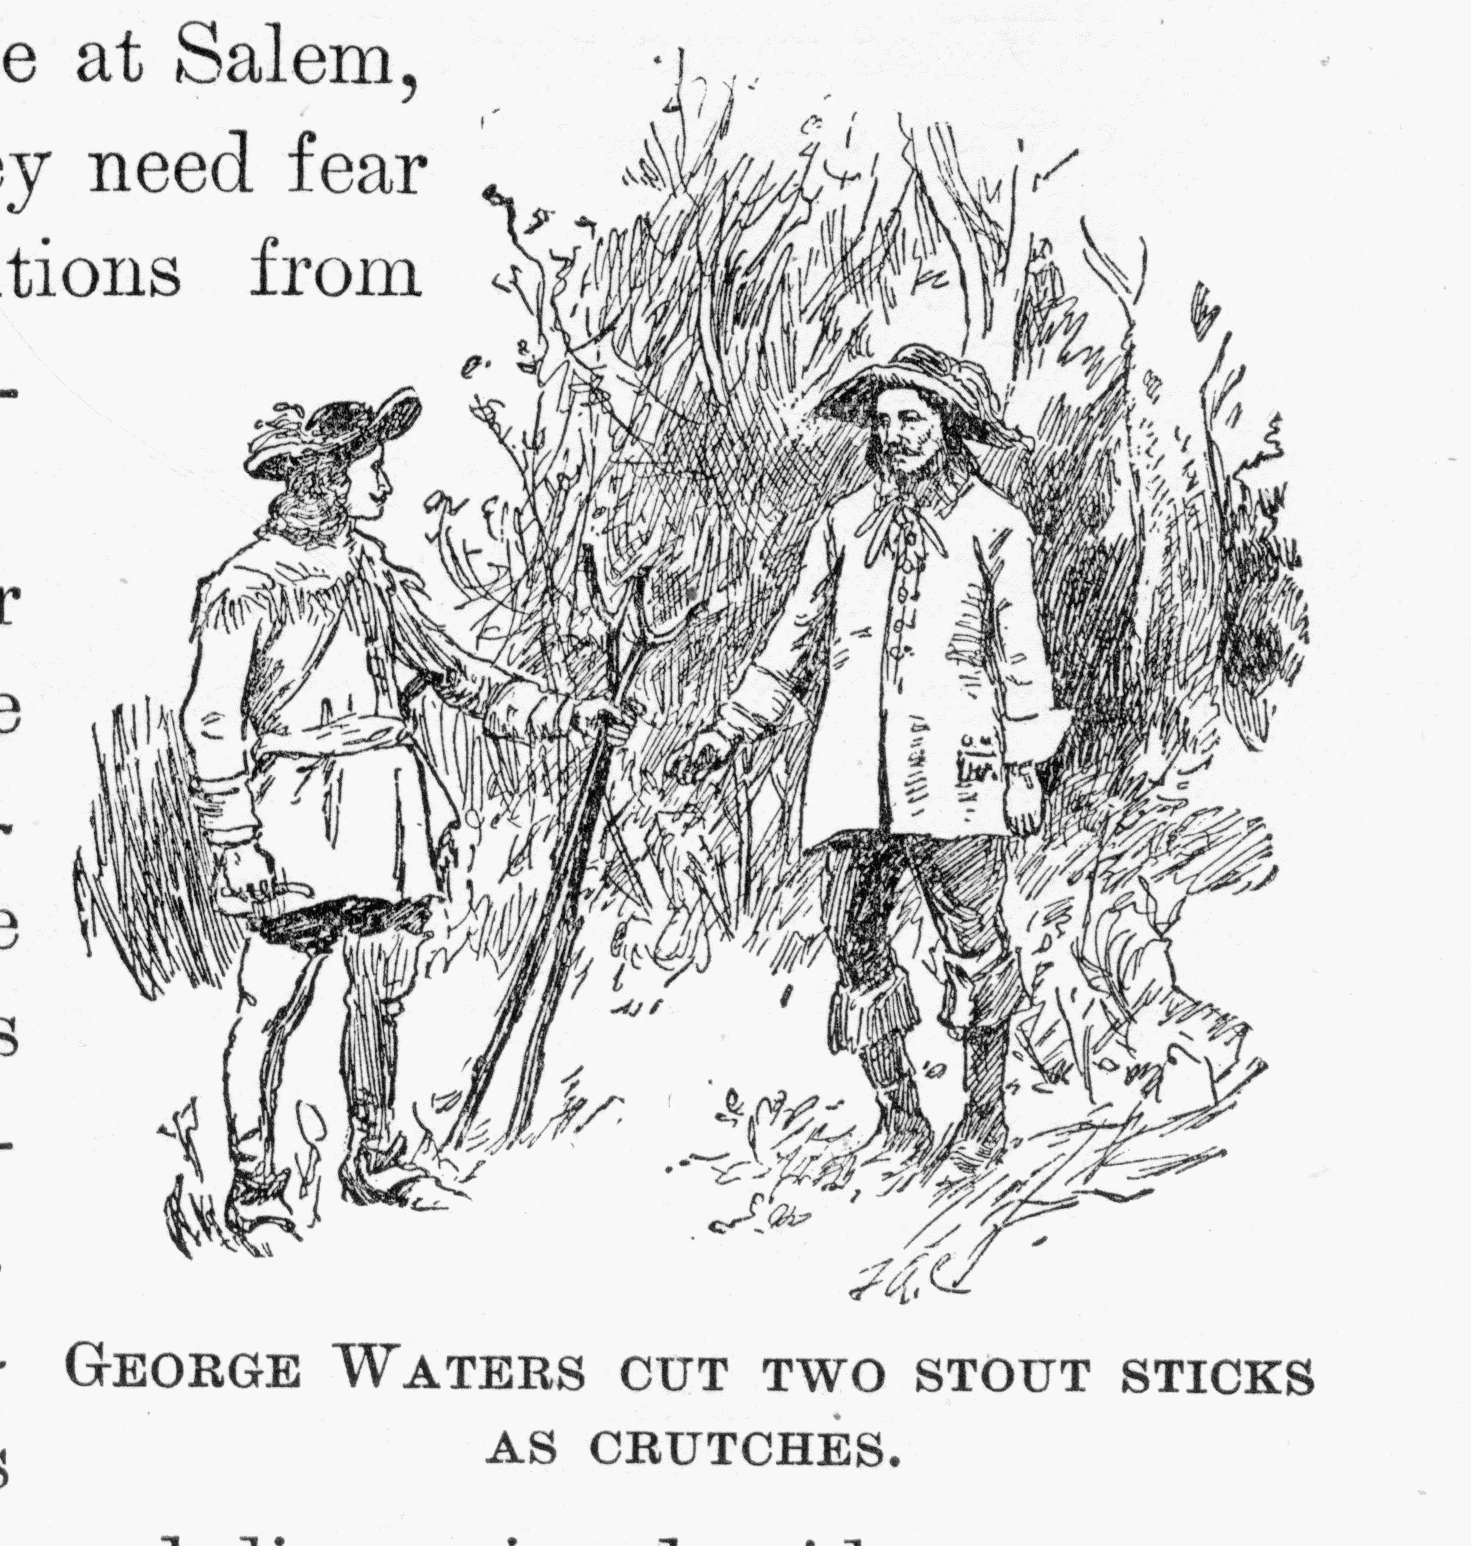 e at Salem,
ey need fear
tions from
-
r
e
e
s
-
GEORGE WATERS CUT TWO STOUT STICKS
AS CRUTCHES.
s